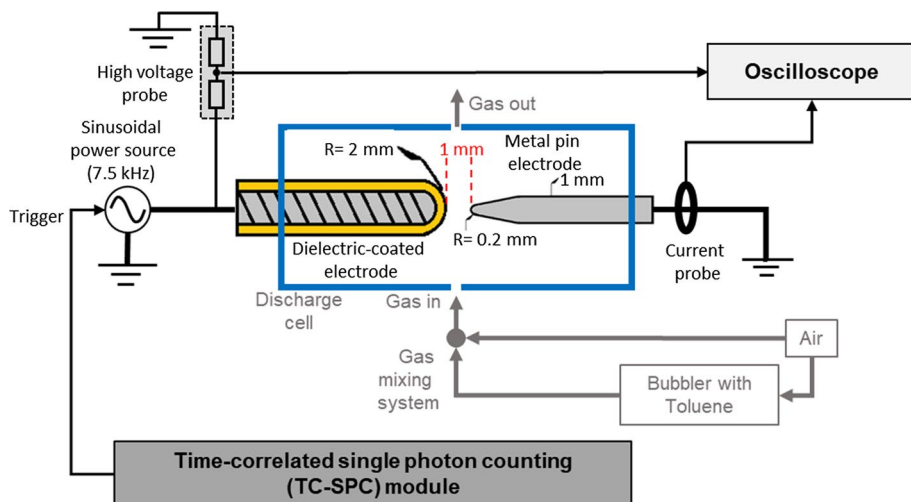 High voltage
probe
Sinusoidal
power source
(7.5 kHz)
Trigger
Oscilloscope
Gas out
R= 2 mm
1 mm
Metal pin
electrode
1 mm
R= 0.2 mm
Dielectric-coated
electrode
Current
probe
Discharge
cell
Gas in
Gas
mixing
system
Air
Bubbler with
Toluene
Time-correlated single photon counting
(TC-SPC) module